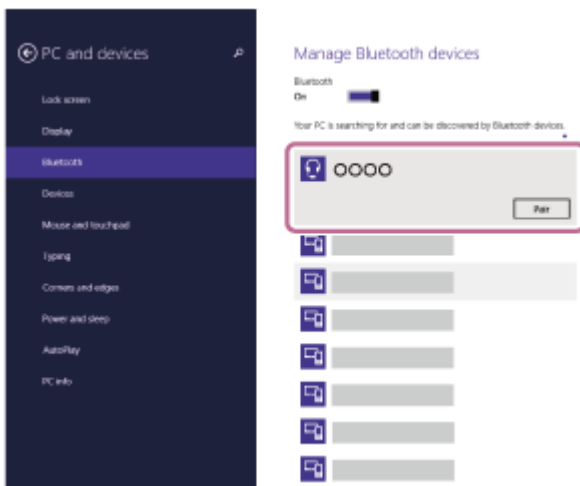 PC and devices
Lock screen
Display
Bluetooth
Devices
Mouse and touchpad
Typing
Corners and edges
Power and sleep
AutoPlay
PC info
Manage Bluetooth devices
Bluetooth
On
Your PC is searching for and can be discovered by Bluetooth devices.
OOOO
Pair